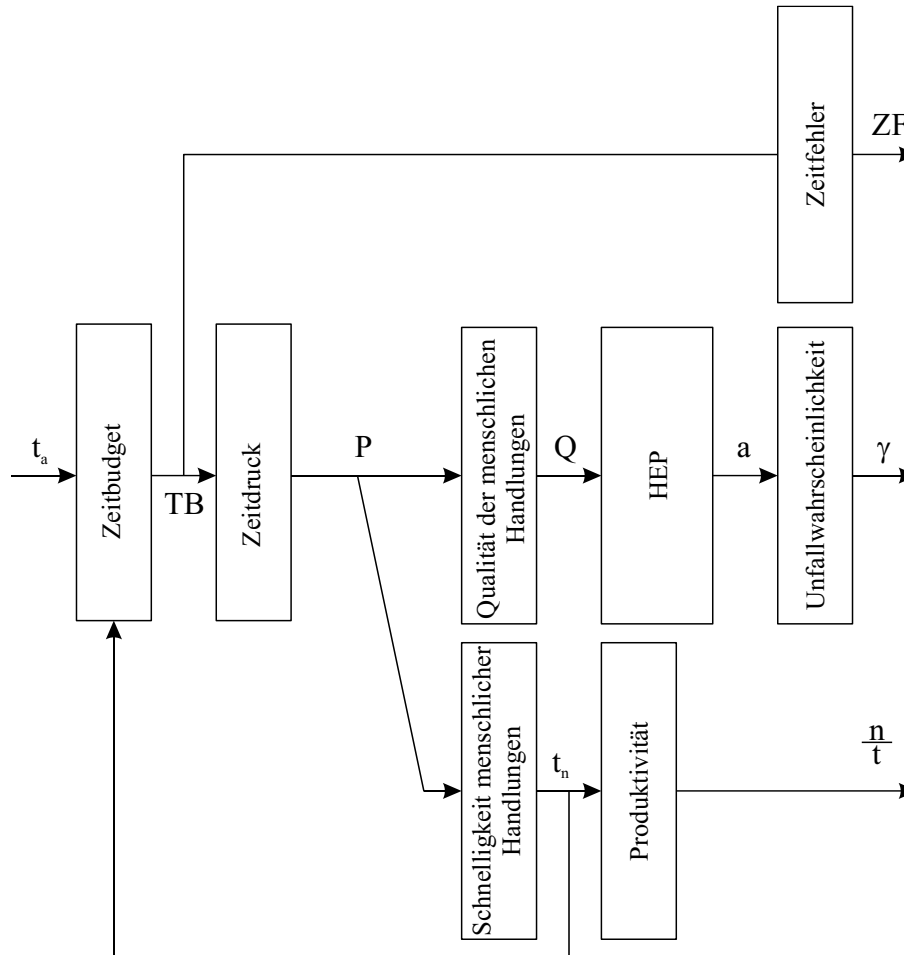 Zeitfehler
ZF
t_a
Zeitbudget
TB
Zeitdruck
P
Qualität der menschlichen
Handlungen
Q
HEP
a
Unfallwahrscheinlichkeit
γ
Schnelligkeit menschlicher
Handlungen
t_n
Produktivität
n
t